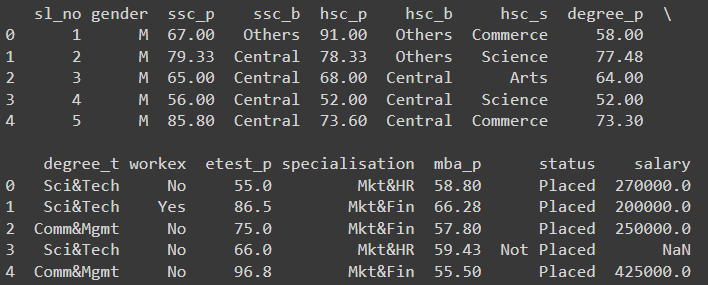 sl_no gender ssc_p ssc_b hsc_p hsc_b hsc_s degree_p \
0 1 M 67.00 Others 91.00 Others Commerce 58.00
1 2 M 79.33 Central 78.33 Others Science 77.48
2 3 M 65.00 Central 68.00 Central Arts 64.00
3 4 M 56.00 Central 52.00 Central Science 52.00
4 5 M 85.80 Central 73.60 Central Commerce 73.30
degree_t workex etest_p specialisation mba_p status salary
0 Sci&Tech No 55.0 Mkt&HR 58.80 Placed 270000.0
1 Sci&Tech Yes 86.5 Mkt&Fin 66.28 Placed 200000.0
2 Comm&Mgmt No 75.0 Mkt&Fin 57.80 Placed 250000.0
3 Sci&Tech No 66.0 Mkt&HR 59.43 Not Placed NaN
4 Comm&Mgmt No 96.8 Mkt&Fin 55.50 Placed 425000.0